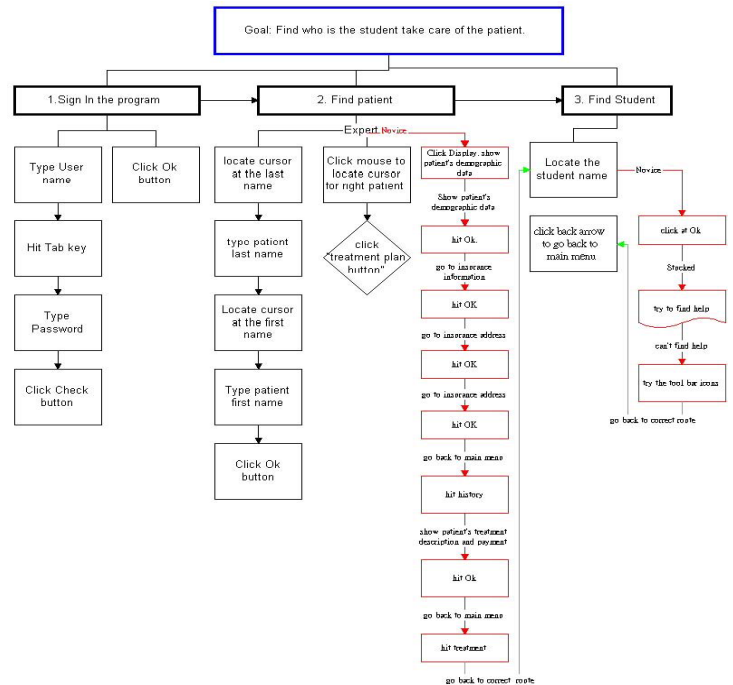 Goal: Find who is the student take care of the patient.
1.Sign In the program
2. Find patient
3. Find Student
Type User
name
Hit Tab key
Type
Password
Click Check
button
Click Ok
button
Expert
Novice
locate cursor
at the last
name
typo patient
last name
Locate cursor
at the first
name
Type patient
first name
Click Ok
button
Click mouse to
locate cursor
for right patient
click
"treatment plan
button"
Click Display, show
patient's demographic
data
Show patient's
demographic data
hit Ok.
go to insurance
information
hit OK
go to insurance address
hit OK
go to insurance address
hit OK
go back to main menu
hit history
show patient's treatment
description and payment
hit Ok
go back to main menu
hit treatment
go back to correct route
Locate the
student name
Novice
click back arrow
to go back to
main menu
click at Ok
Stucked
try to find help
can't find help
try the tool bar icons
go back to correct route